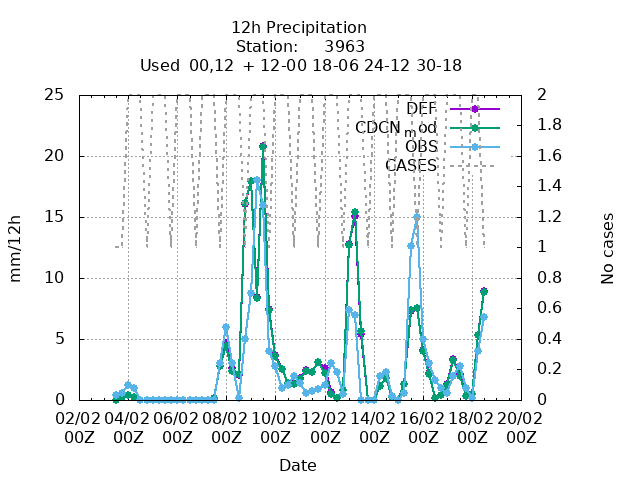 12h Precipitation
Station: 3963
Used 00,12 + 12-00 18-06 24-12 30-18
25 2
DEF
1.8
CDCN_mod
20 1.6
OBS
CASES
1.4
15 1.2
mm/12h
1
No cases
10 0.8
0.6
5 0.4
0.2
0 0
02/02 04/02 06/02 08/02 10/02 12/02 14/02 16/02 18/02 20/02
00Z 00Z 00Z 00Z 00Z 00Z 00Z 00Z 00Z 00Z
Date